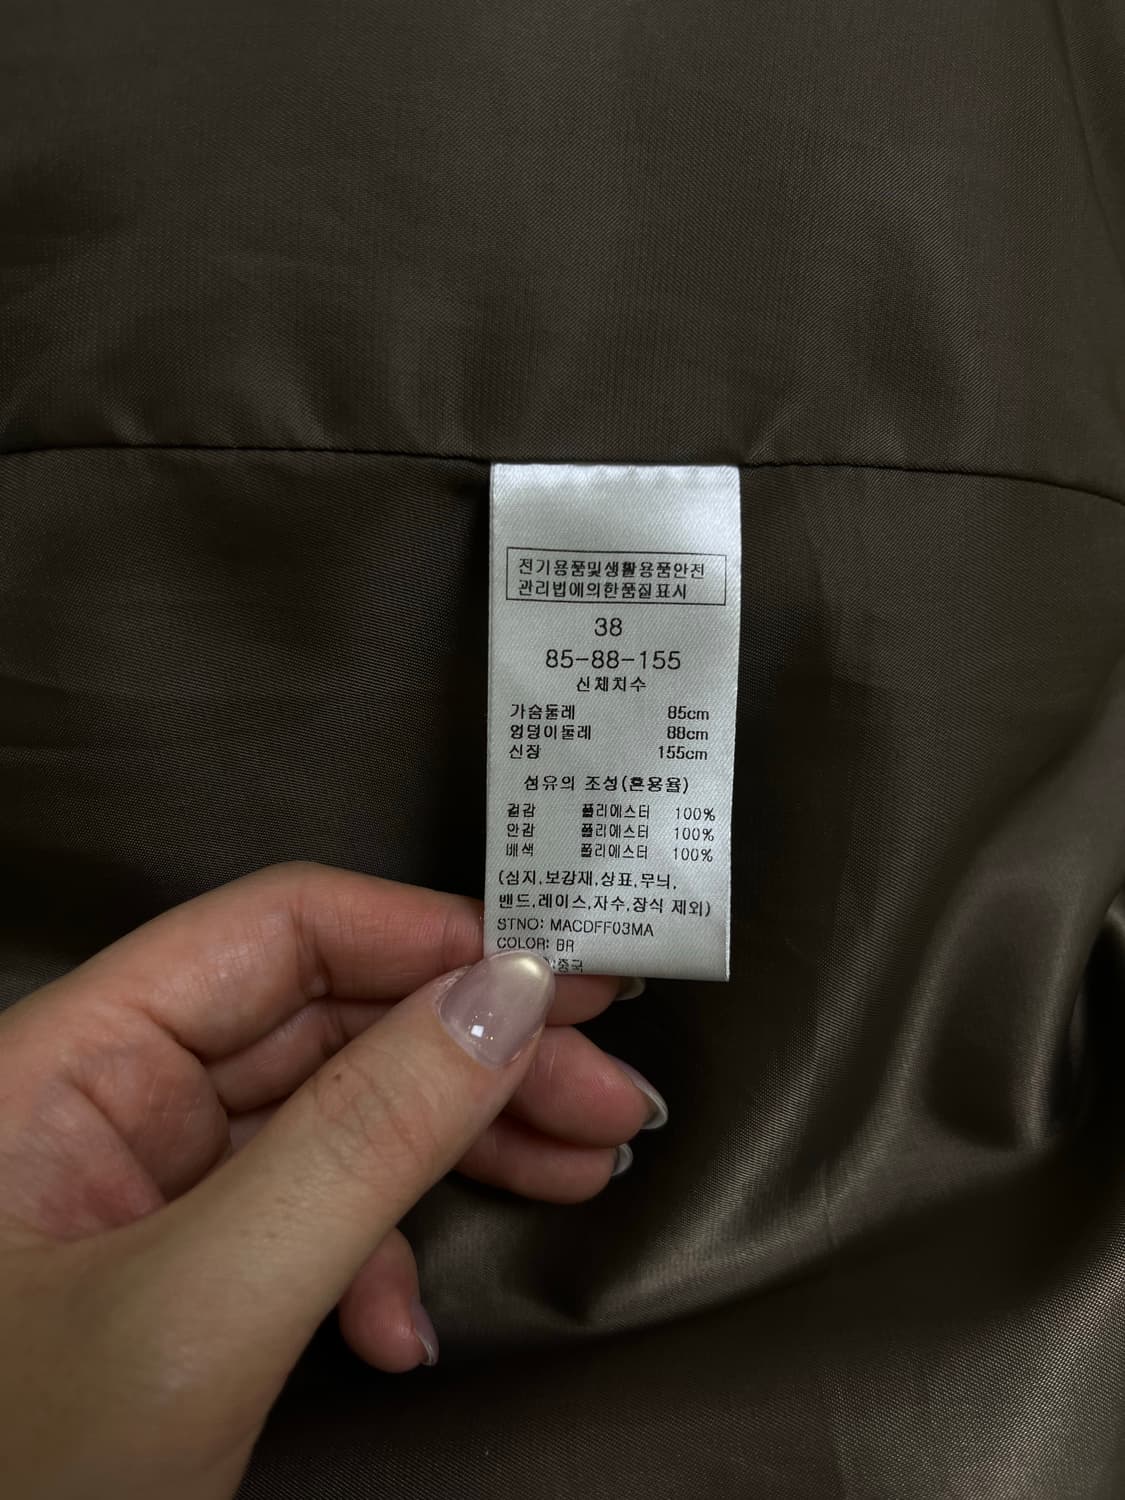 전기용품및생활용품안전
관리법에의한품질표시
38
85-88-155
신체치수
가슴둘레 85cm
엉덩이둘레 88cm
신장 155cm
섬유의 조성(혼용율)
겉감 폴리에스터 100%
안감 폴리에스터 100%
배색 폴리에스터 100%
(심지,보강재,상표,무늬,
밴드,레이스,자수,장식 제외)
STNO: MACDFF03MA
COLOR: BR
중국